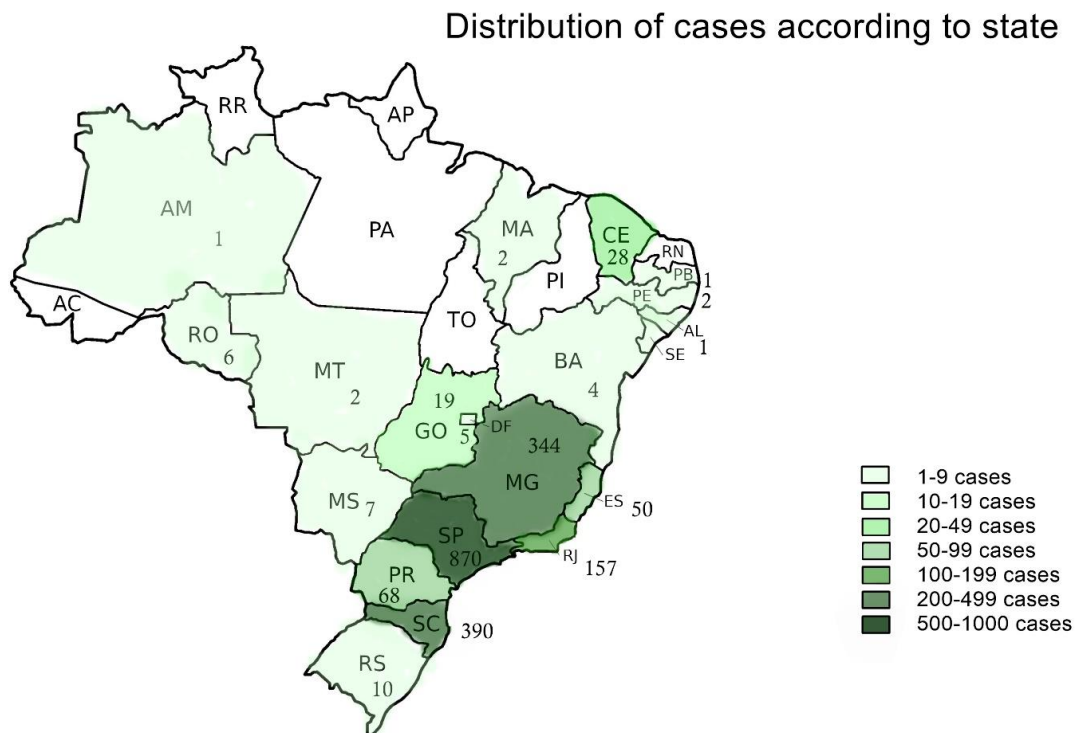 Distribution of cases according to state
RR
AP
AM
1
PA
MA
2
CE
28
RN
PI
PB 1
PE 2
AC
TO
AL
1
SE
RO
6
MT
2
BA
4
19
GO
5
DF
344
MG
MS 7
ES 50
SP
870
RJ 157
PR
68
SC 390
RS
10
1-9 cases
10-19 cases
20-49 cases
50-99 cases
100-199 cases
200-499 cases
500-1000 cases